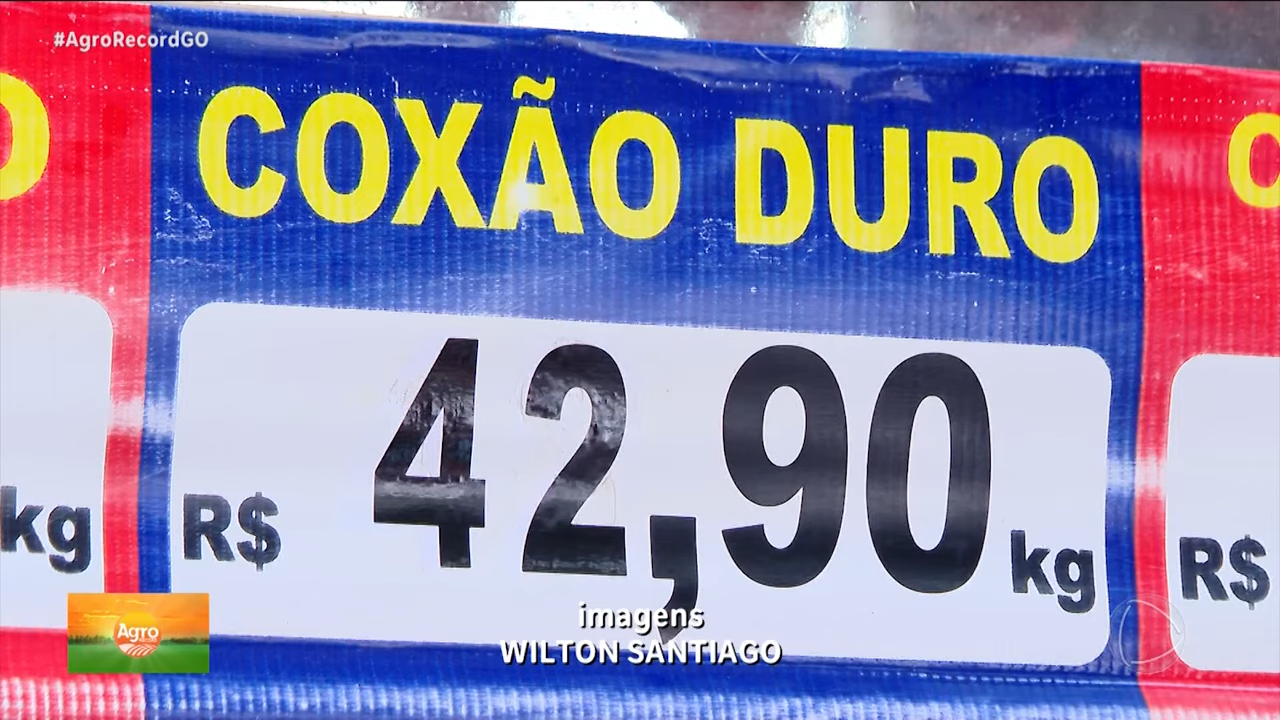 #AgroRecordGO
COXÃO DURO
R$ 42,90 kg
kg
R$
imagens
WILTON SANTIAGO
Agro